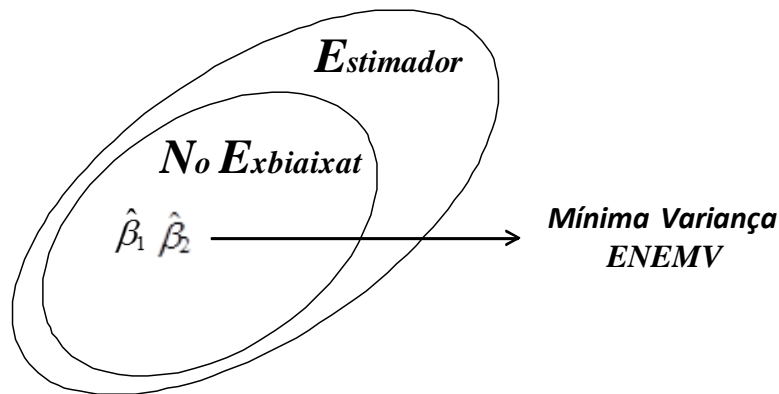 Estimador
No Exbiaixat
β̂₁ β̂₂
Mínima Variança
ENEMV